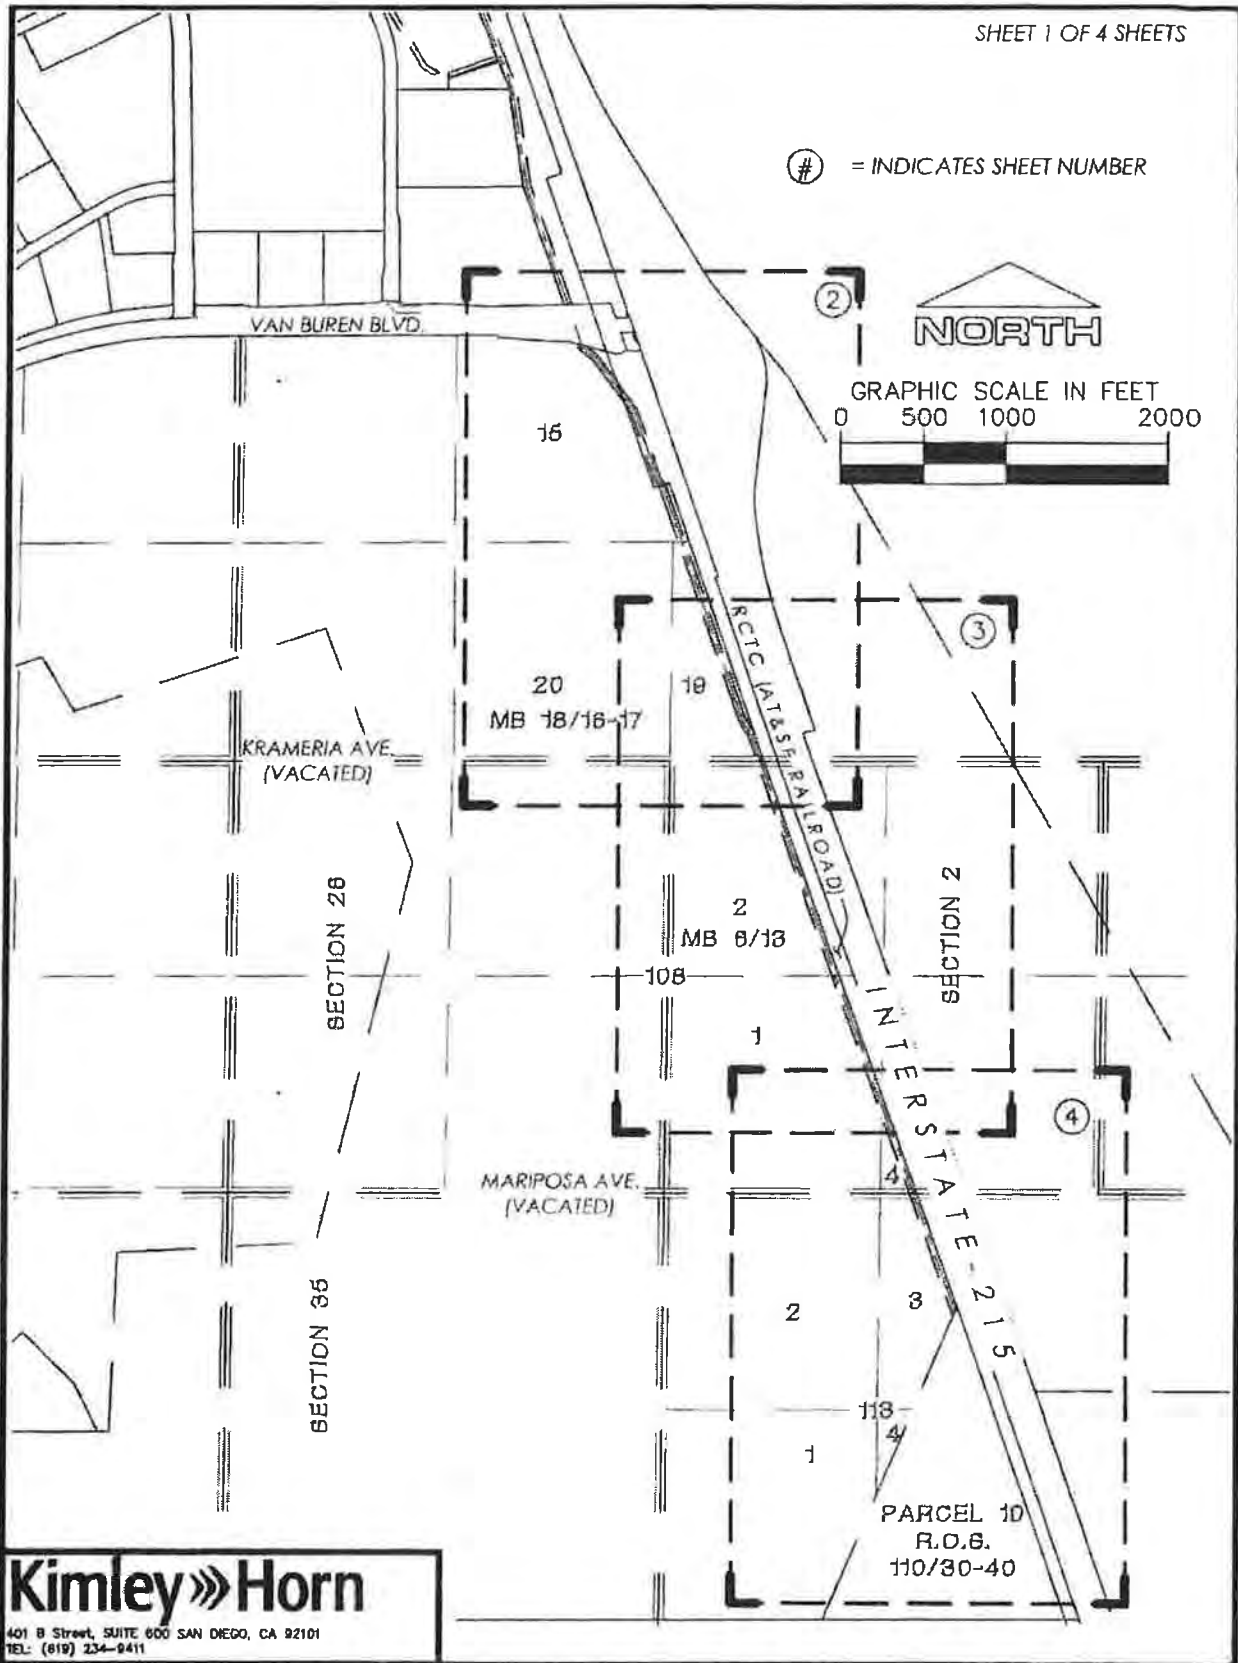 SHEET 1 OF 4 SHEETS
# = INDICATES SHEET NUMBER
2
NORTH
VAN BUREN BLVD.
GRAPHIC SCALE IN FEET
0 500 1000 2000
15
3
RCTC (AT&SF RAILROAD)
20
MB 18/16-17
19
KRAMERIA AVE.
(VACATED)
SECTION 26
2
MB 6/13
SECTION 2
108
1
INTERSTATE-215
4
MARIPOSA AVE.
(VACATED)
4
SECTION 35
2
3
113
4
1
PARCEL 10
R.O.S.
110/30-40
Kimley»Horn
401 B Street, SUITE 600 SAN DIEGO, CA 92101
TEL: (619) 234-9411